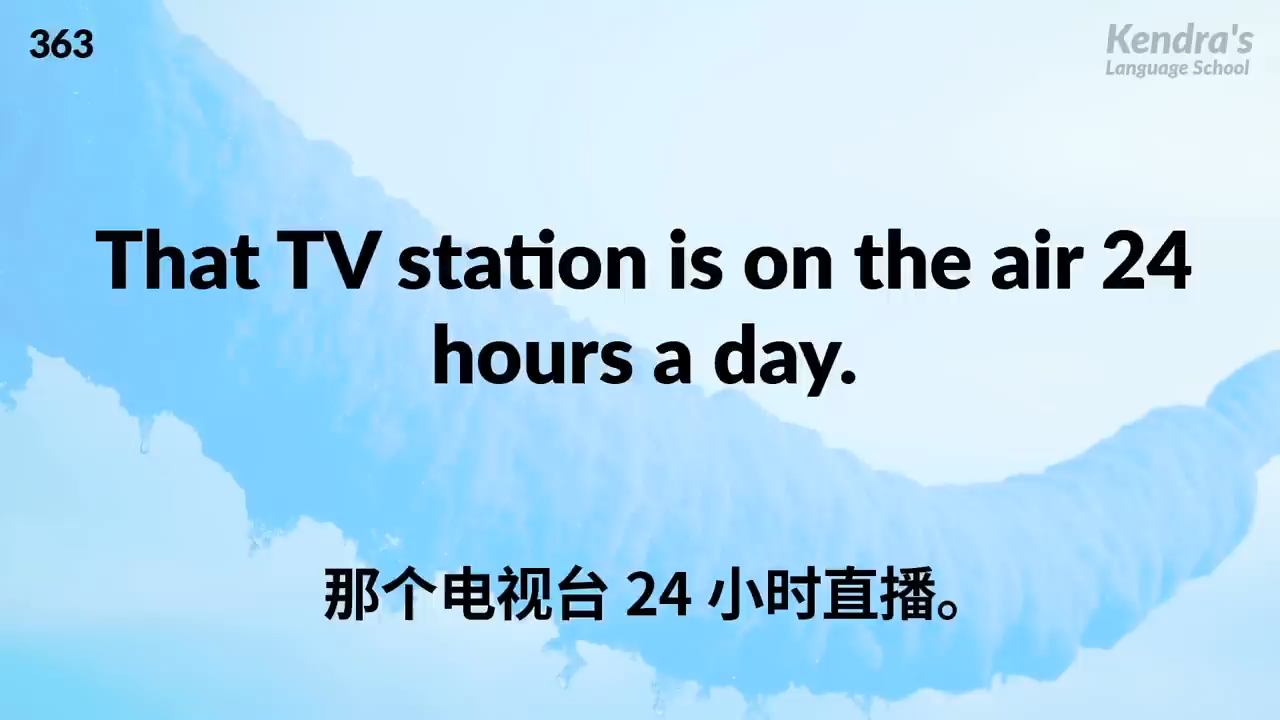 363
Kendra's
Language School
That TV station is on the air 24
hours a day.
那个电视台 24 小时直播。